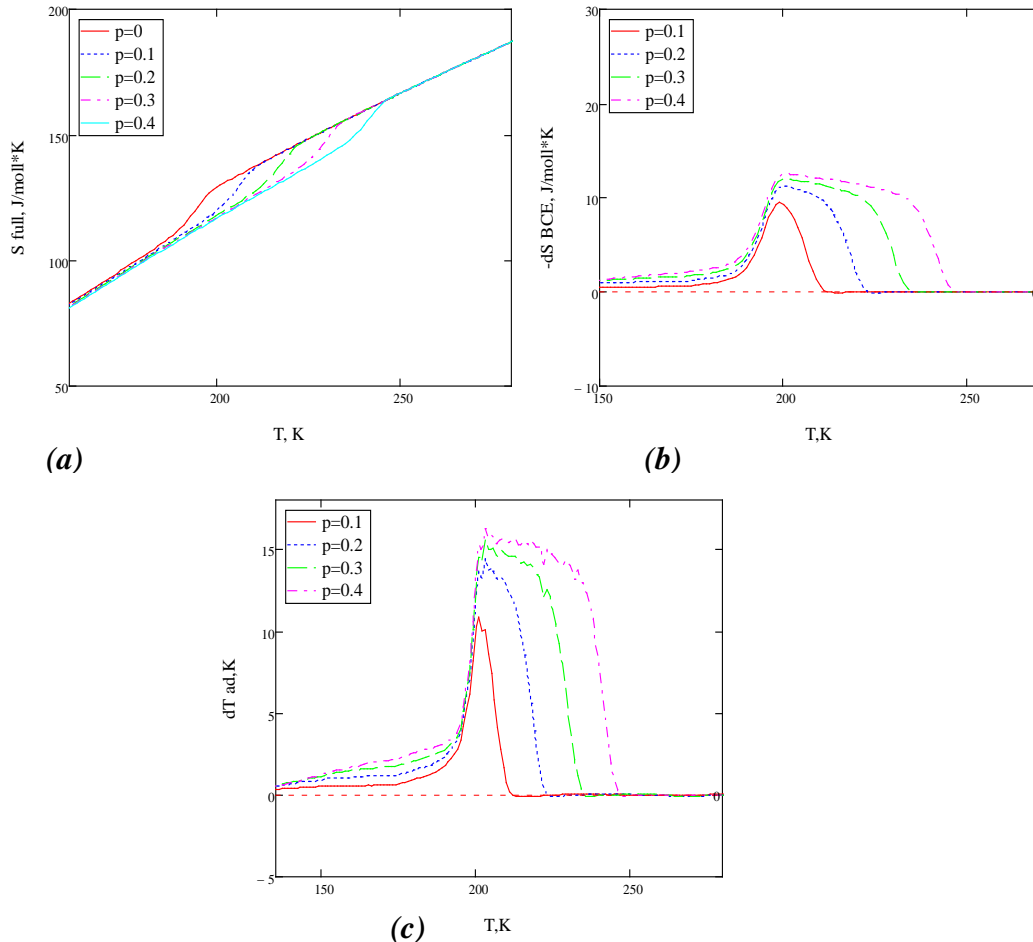 p=0
p=0.1
p=0.2
p=0.3
p=0.4
200
150
100
50
S full, J/moll*K
200
250
T, K
(a)
p=0.1
p=0.2
p=0.3
p=0.4
30
20
10
0
− 10
-dS BCE, J/moll*K
150
200
250
T,K
(b)
p=0.1
p=0.2
p=0.3
p=0.4
15
10
5
0
− 5
0
dT ad,K
150
200
250
T,K
(c)